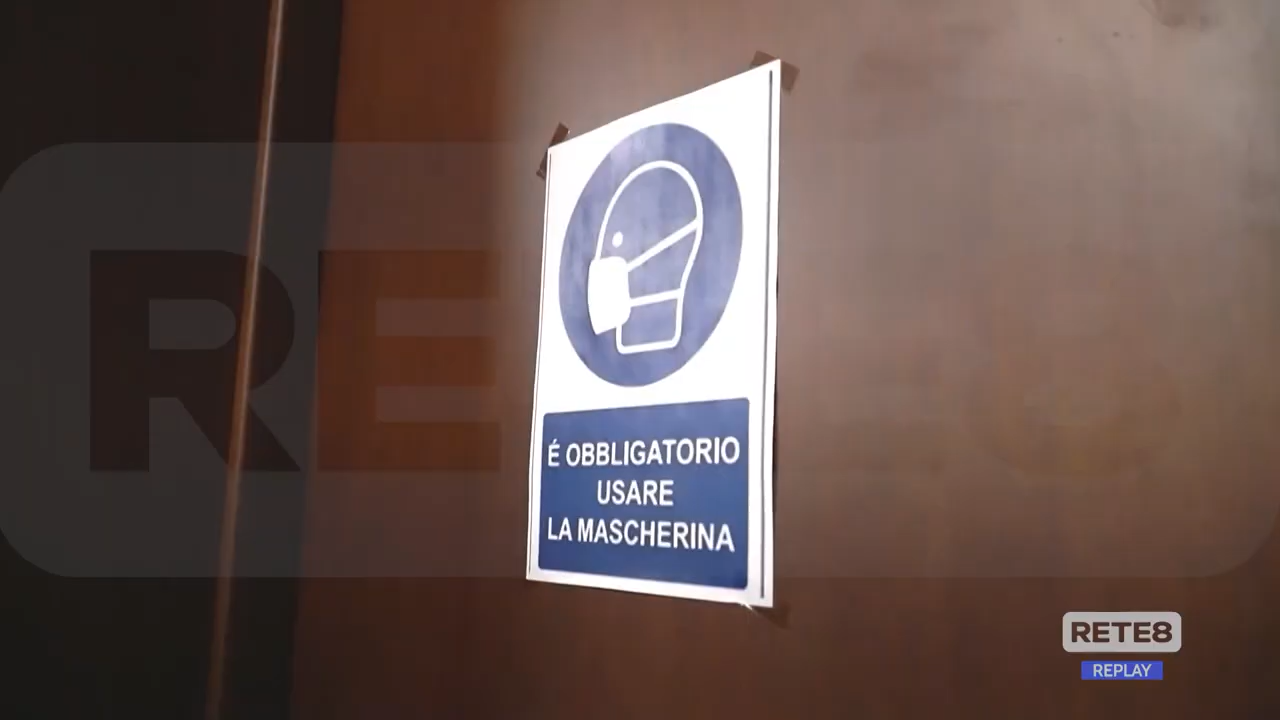 É OBBLIGATORIO
USARE
LA MASCHERINA
RETE8
REPLAY